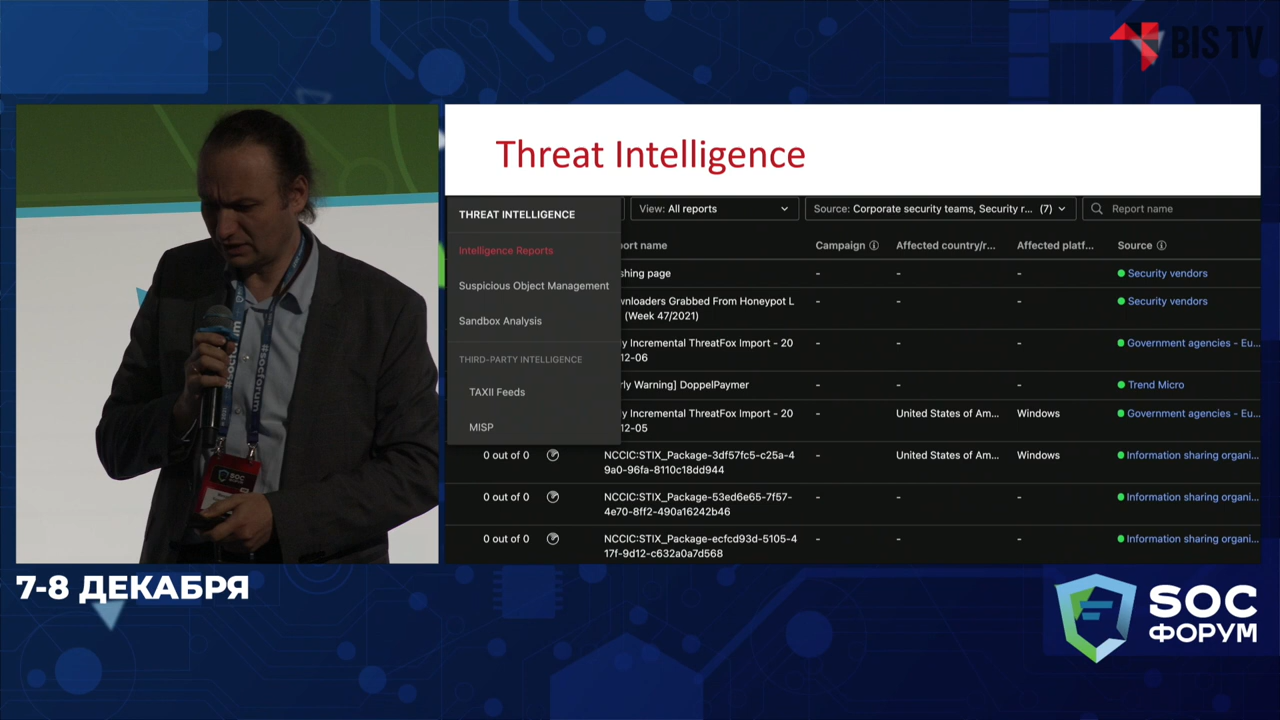 BIS TV
Threat Intelligence
THREAT INTELLIGENCE
Intelligence Reports
Suspicious Object Management
Sandbox Analysis
THIRD-PARTY INTELLIGENCE
TAXII Feeds
MISP
View: All reports
Source: Corporate security teams, Security r... (7)
Report name
ort name Campaign Affected country/r... Affected platf... Source
shing page - - - Security vendors
wnloaders Grabbed From Honeypot L - - - Security vendors
(Week 47/2021)
y Incremental ThreatFox Import - 20 - - - Government agencies - Eu...
12-06
rly Warning] DoppelPaymer - - - Trend Micro
y Incremental ThreatFox Import - 20 - United States of Am... Windows Government agencies - Eu...
12-05
0 out of 0 NCCIC:STIX_Package-3df57fc5-c25a-4 - United States of Am... Windows Information sharing organi...
9a0-96fa-8110c18dd944
0 out of 0 NCCIC:STIX_Package-53ed6e65-7f57- - - - Information sharing organi...
4e70-8ff2-490a16242b46
0 out of 0 NCCIC:STIX_Package-ecfcd93d-5105-4 - - - Information sharing organi...
17f-9d12-c632a0a7d568
#socforum
SOC
ФОРУМ
7-8 ДЕКАБРЯ
SOC
ФОРУМ